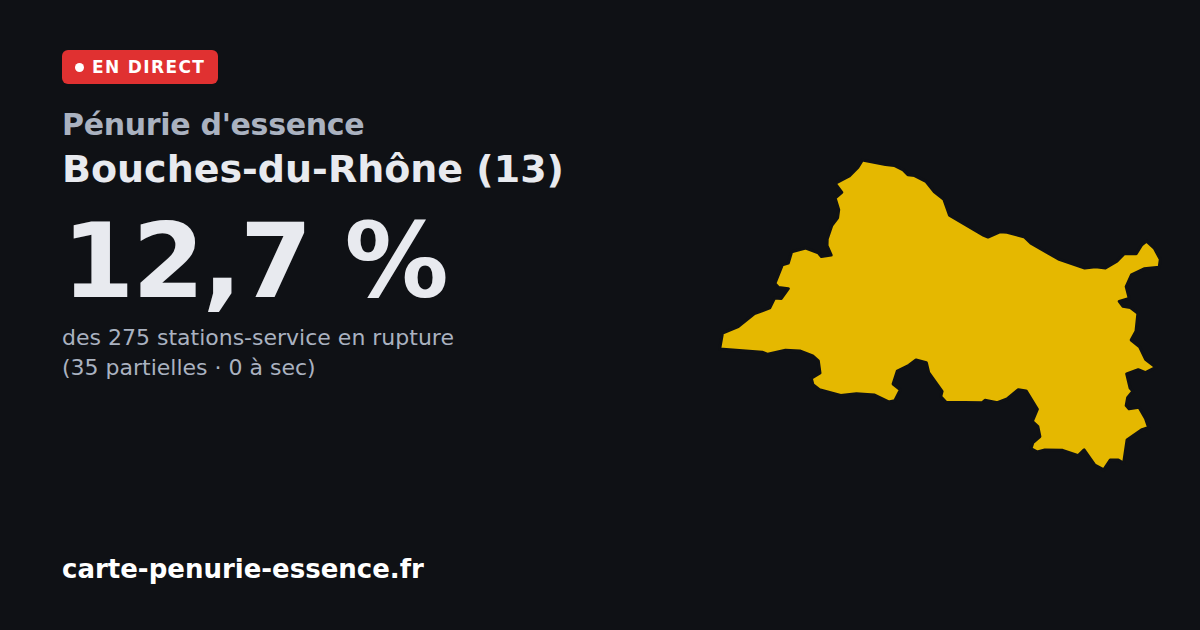 EN DIRECT
Pénurie d'essence
Bouches-du-Rhône (13)
12,7 %
des 275 stations-service en rupture
(35 partielles · 0 à sec)
carte-penurie-essence.fr